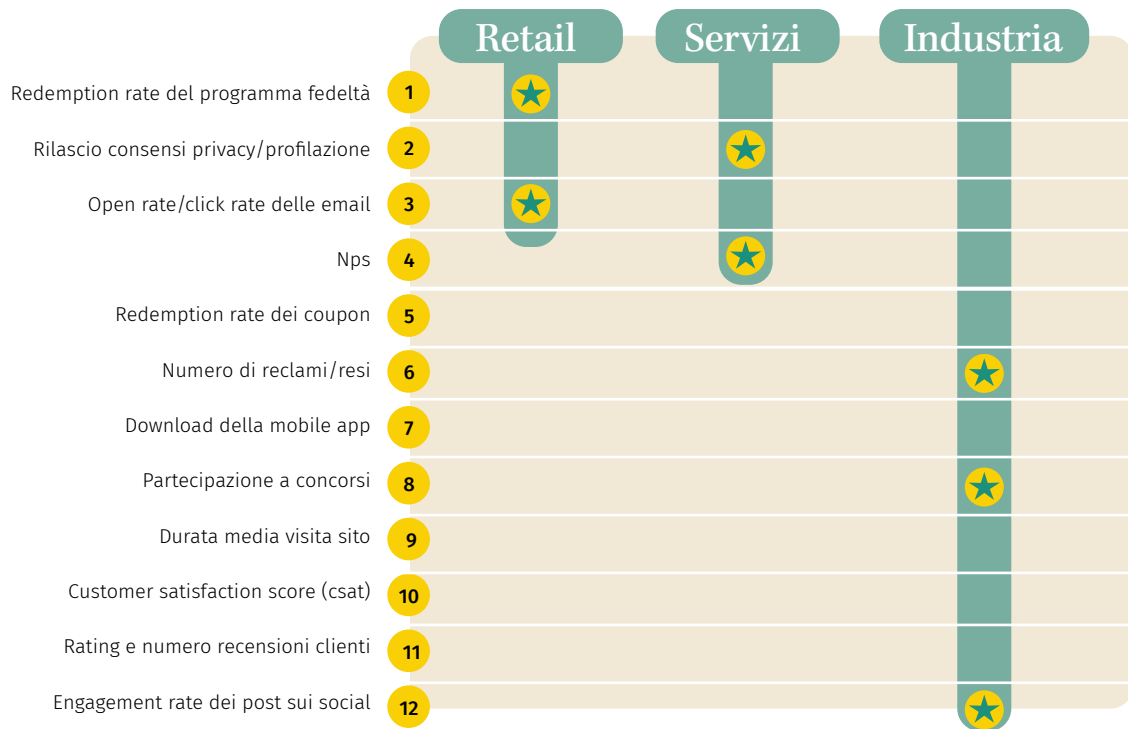 Retail Servizi Industria
Redemption rate del programma fedeltà 1
Rilascio consensi privacy/profilazione 2
Open rate/click rate delle email 3
Nps 4
Redemption rate dei coupon 5
Numero di reclami/resi 6
Download della mobile app 7
Partecipazione a concorsi 8
Durata media visita sito 9
Customer satisfaction score (csat) 10
Rating e numero recensioni clienti 11
Engagement rate dei post sui social 12